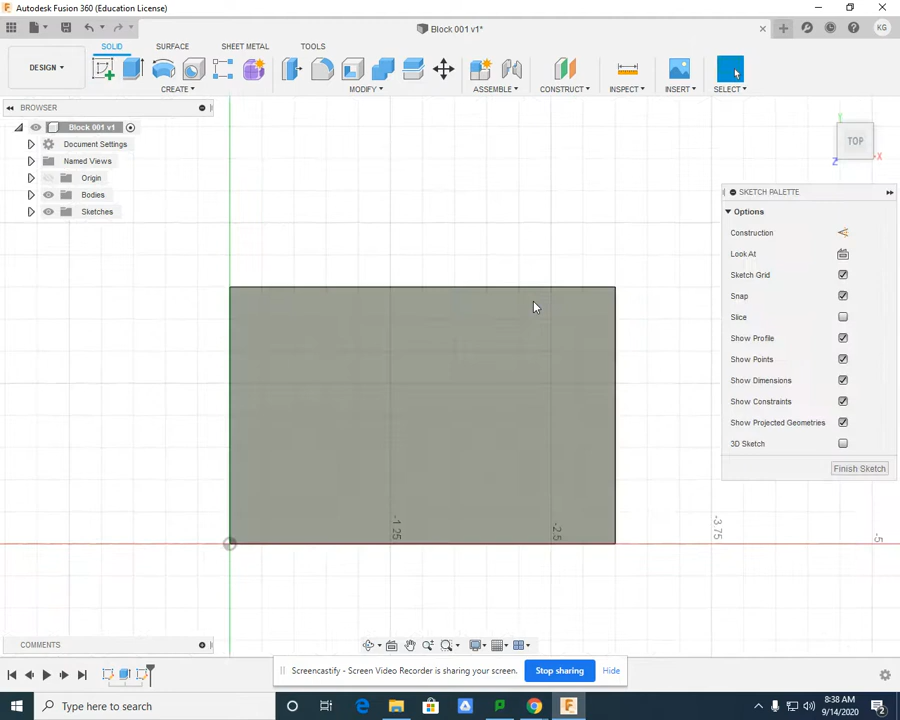 Autodesk Fusion 360 (Education License)
Block 001 v1*
KG
SOLID SURFACE SHEET METAL TOOLS
DESIGN
CREATE MODIFY ASSEMBLE CONSTRUCT INSPECT INSERT SELECT
BROWSER
Block 001 v1
Document Settings
Named Views
Origin
Bodies
Sketches
Y
TOP
X
Z
SKETCH PALETTE
Options
Construction
Look At
Sketch Grid
Snap
Slice
Show Profile
Show Points
Show Dimensions
Show Constraints
Show Projected Geometries
3D Sketch
Finish Sketch
-1.25
-2.5
-3.75
-5
COMMENTS
Screencastify - Screen Video Recorder is sharing your screen.
Stop sharing
Hide
Type here to search
8:38 AM
9/14/2020
2